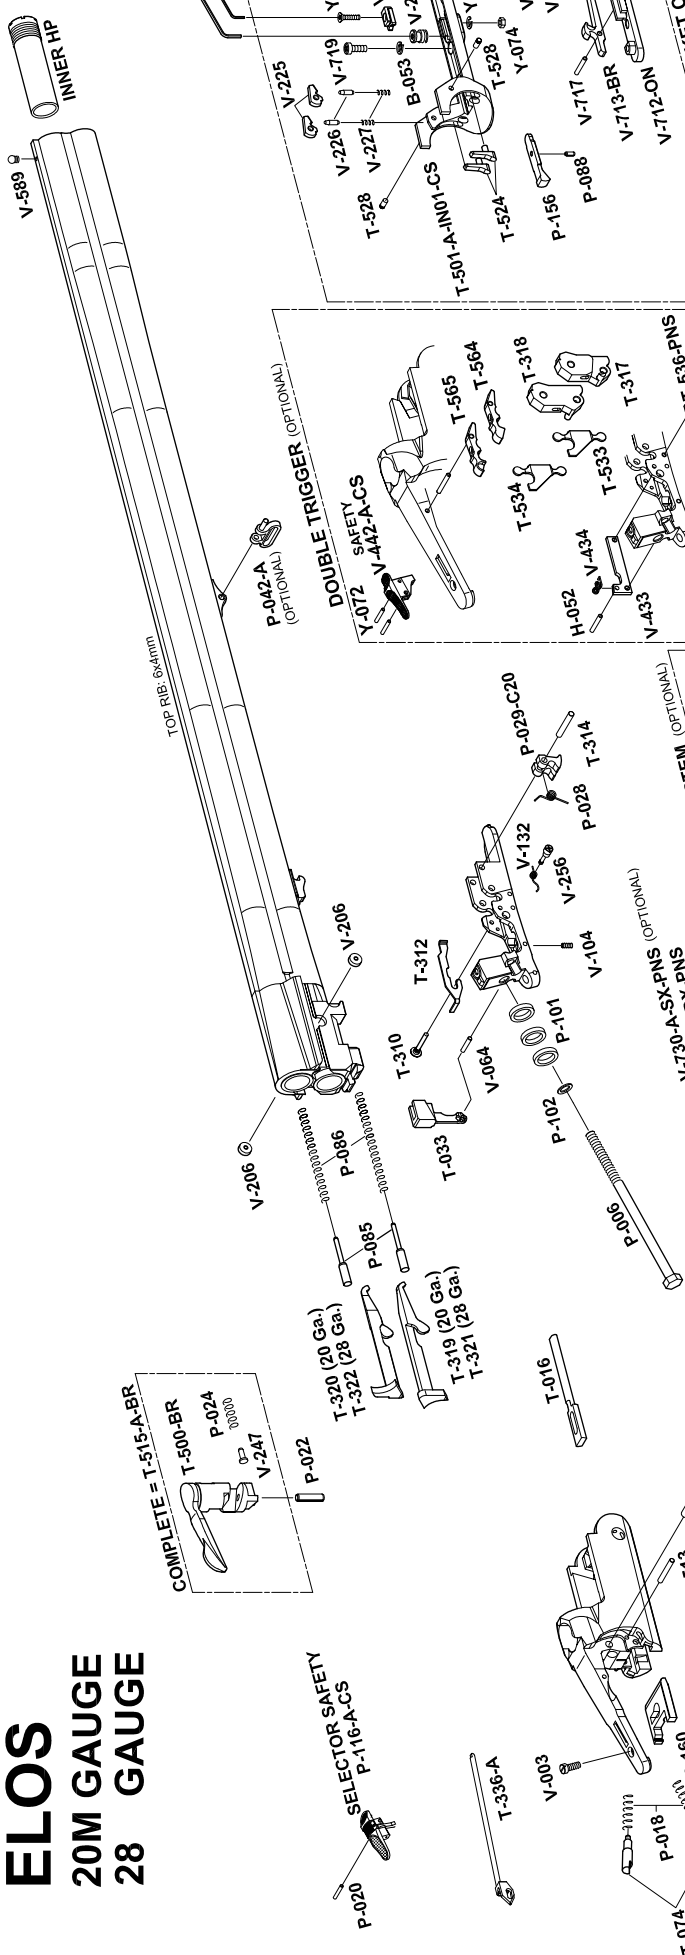 ELOS
20M GAUGE
28 GAUGE
SELECTOR SAFETY
P-116-A-CS
P-020
T-336-A
V-003
P-018
T-074
COMPLETE = T-515-A-BR
T-500-BR
P-024
V-247
P-022
T-320 (20 Ga.)
T-322 (28 Ga.)
T-319 (20 Ga.)
T-321 (28 Ga.)
T-016
P-085
P-086
V-206
V-206
P-006
P-102
P-101
T-033
V-064
T-310
T-312
V-104
V-256
V-132
P-028
P-029-C20
T-314
V-730-A-SX-PNS (OPTIONAL)
TOP RIB: 6x4mm
P-042-A
(OPTIONAL)
DOUBLE TRIGGER (OPTIONAL)
SAFETY
V-442-A-CS
Y-072
T-565
T-564
T-318
T-317
T-534
T-533
H-052
V-434
V-433
V-589
INNER HP
V-225
V-226
V-227
V-719
B-053
T-528
T-528
Y-074
T-501-A-IN01-CS
T-524
P-156
P-088
V-717
V-713-BR
V-712-ON